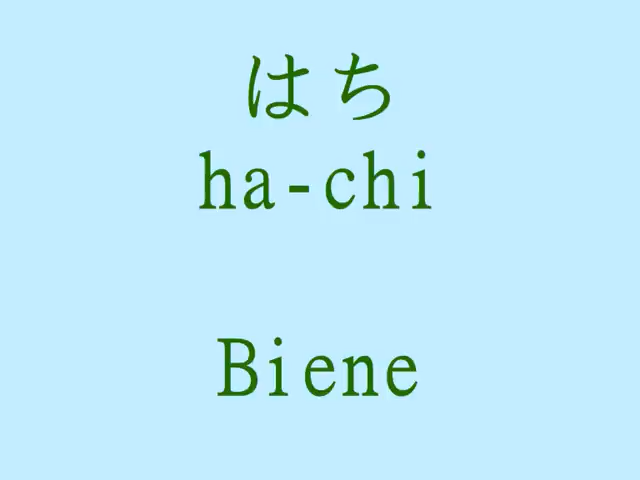 はち
ha-chi
Biene